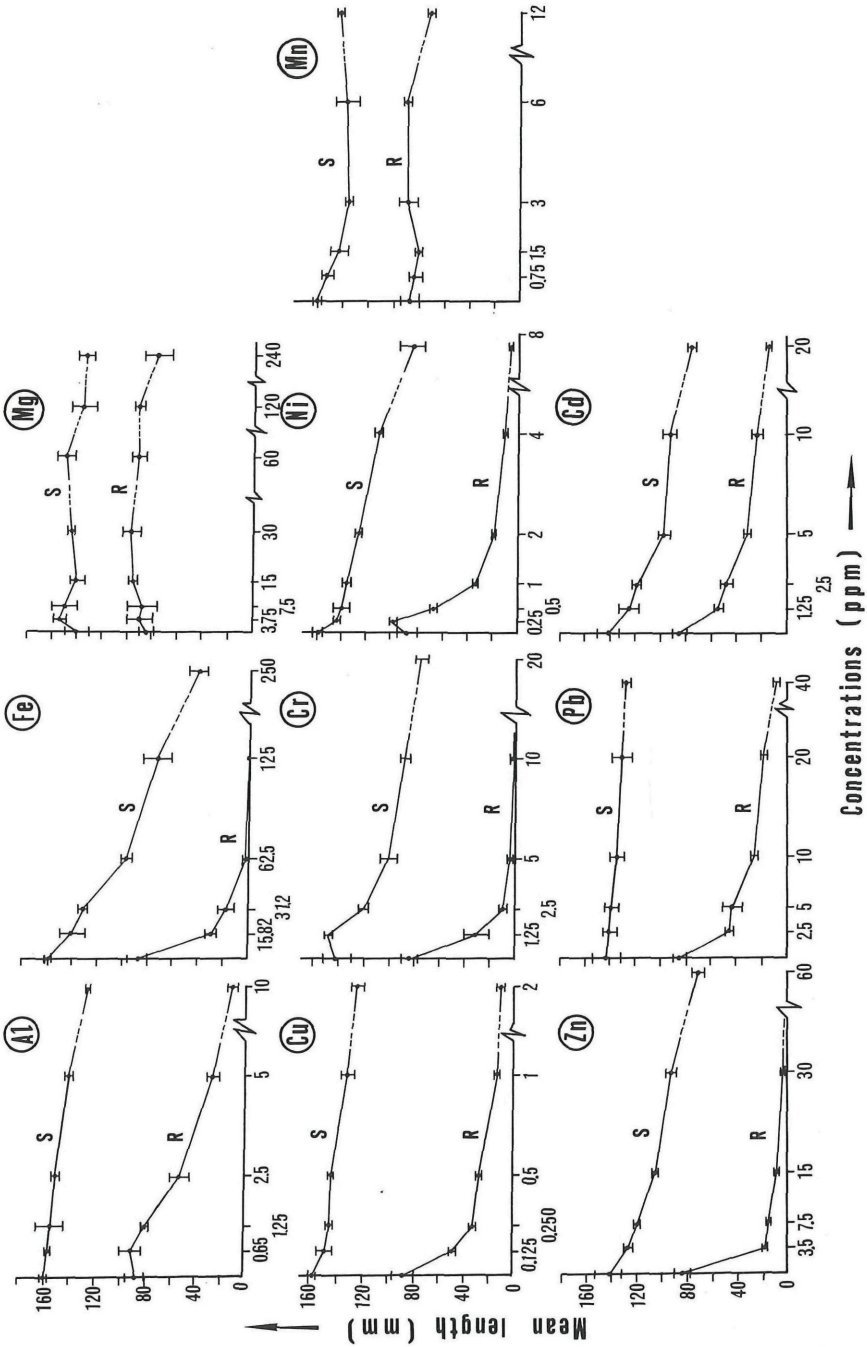 Al
Fe
Mg
160
120
80
40
0
S
R
S
R
S
R
0,65 1,25 2,5 5 10
15,82 31,2 62,5 125 250
3,75 7,5 15 30 60 120 240
Mean length (mm)
Cu
Cr
Ni
Mn
160
120
80
40
0
S
R
S
R
S
R
S
R
0,125 0,250 0,5 1 2
1,25 2,5 5 10 20
0,25 0,5 1 2 4 8
0,75 1,5 3 6 12
Zn
Pb
Cd
160
120
80
40
0
S
R
S
R
S
R
3,5 7,5 15 30 60
2,5 5 10 20 40
1,25 2,5 5 10 20
Concentrations (ppm)